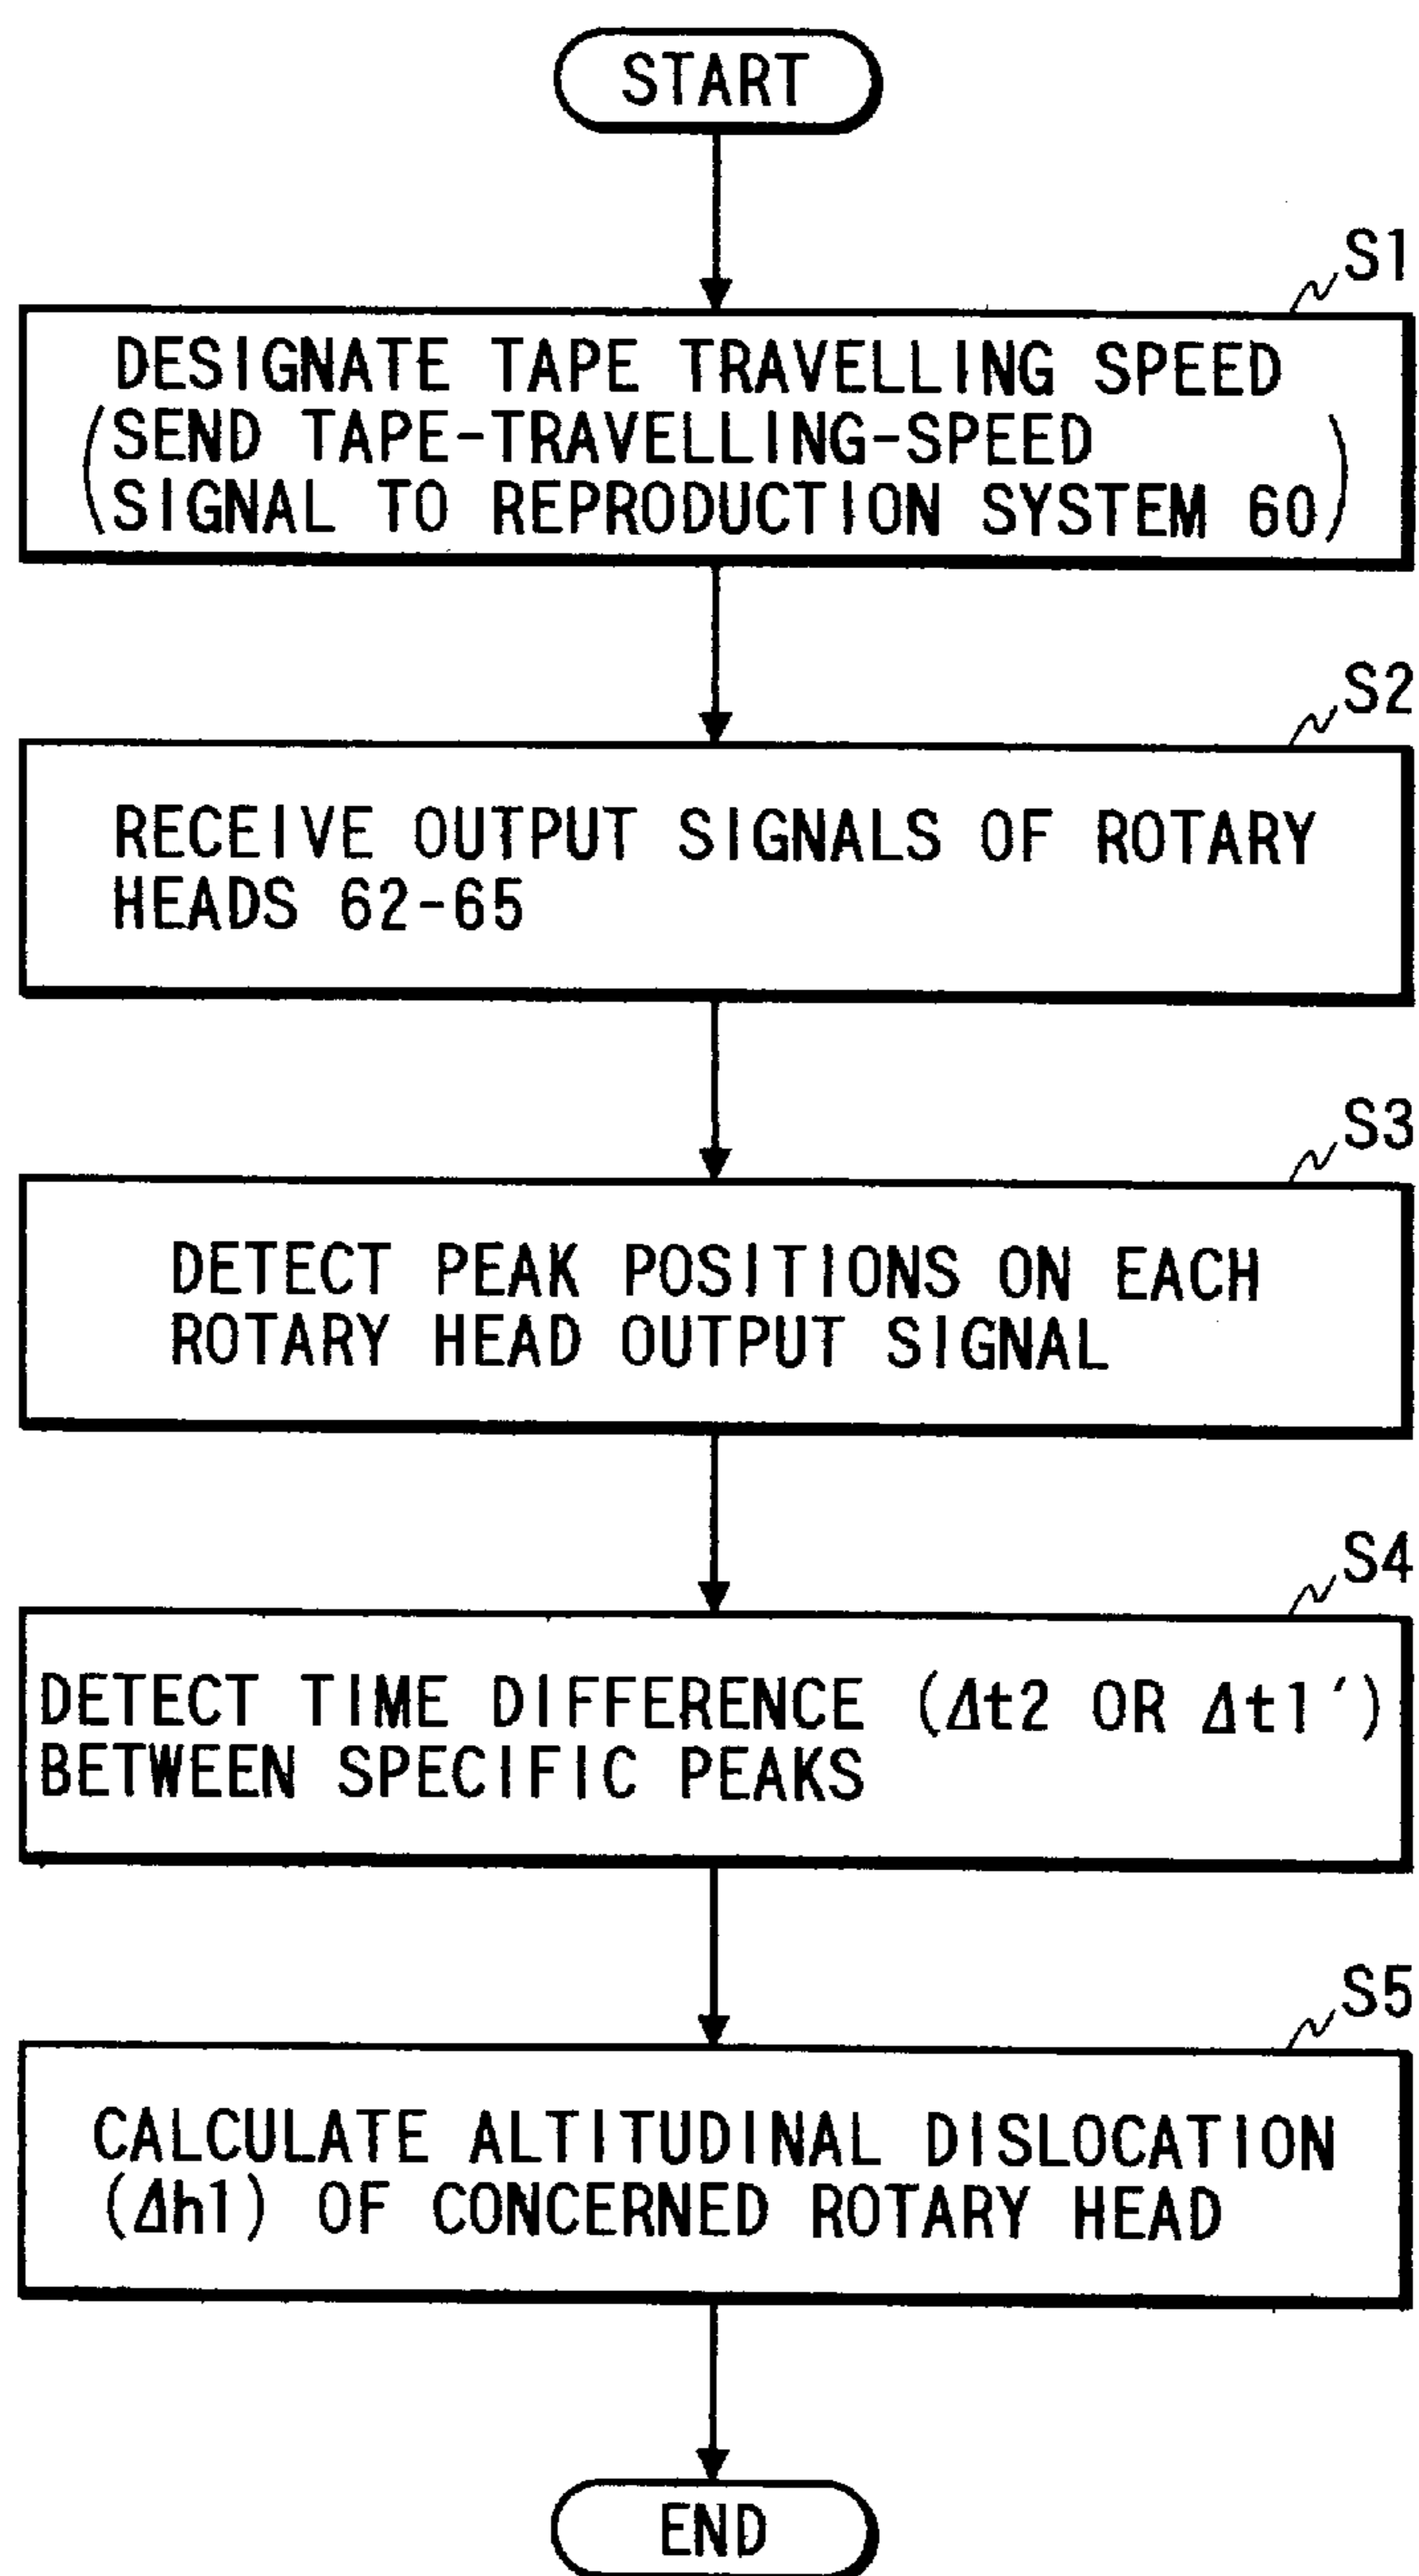 START
S1
DESIGNATE TAPE TRAVELLING SPEED
(SEND TAPE-TRAVELLING-SPEED
SIGNAL TO REPRODUCTION SYSTEM 60)
S2
RECEIVE OUTPUT SIGNALS OF ROTARY
HEADS 62-65
S3
DETECT PEAK POSITIONS ON EACH
ROTARY HEAD OUTPUT SIGNAL
S4
DETECT TIME DIFFERENCE (Δt2 OR Δt1')
BETWEEN SPECIFIC PEAKS
S5
CALCULATE ALTITUDINAL DISLOCATION
(Δh1) OF CONCERNED ROTARY HEAD
END